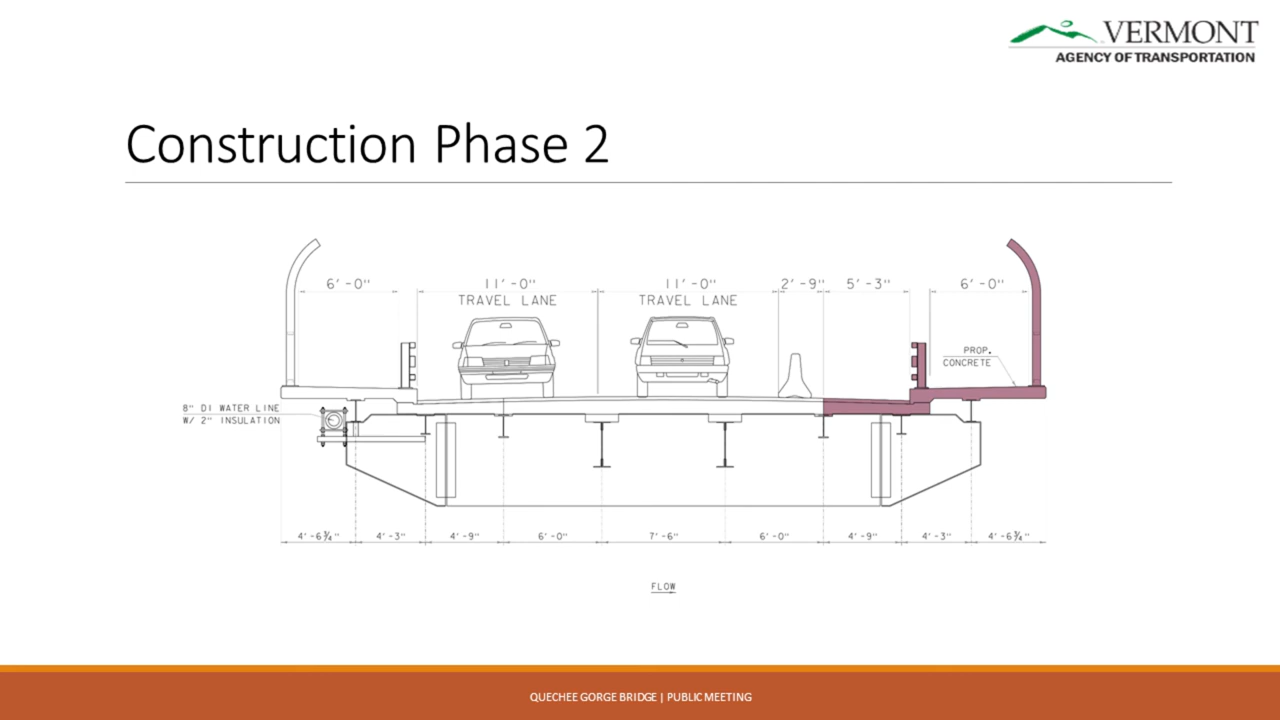 VERMONT
AGENCY OF TRANSPORTATION
Construction Phase 2
6'-0" 11'-0" 11'-0" 2'-9" 5'-3" 6'-0"
TRAVEL LANE TRAVEL LANE
PROP.
CONCRETE
8" DI WATER LINE
W/ 2" INSULATION
4'-6¾" 4'-3" 4'-9" 6'-0" 7'-6" 6'-0" 4'-9" 4'-3" 4'-6¾"
FLOW
QUECHEE GORGE BRIDGE | PUBLIC MEETING